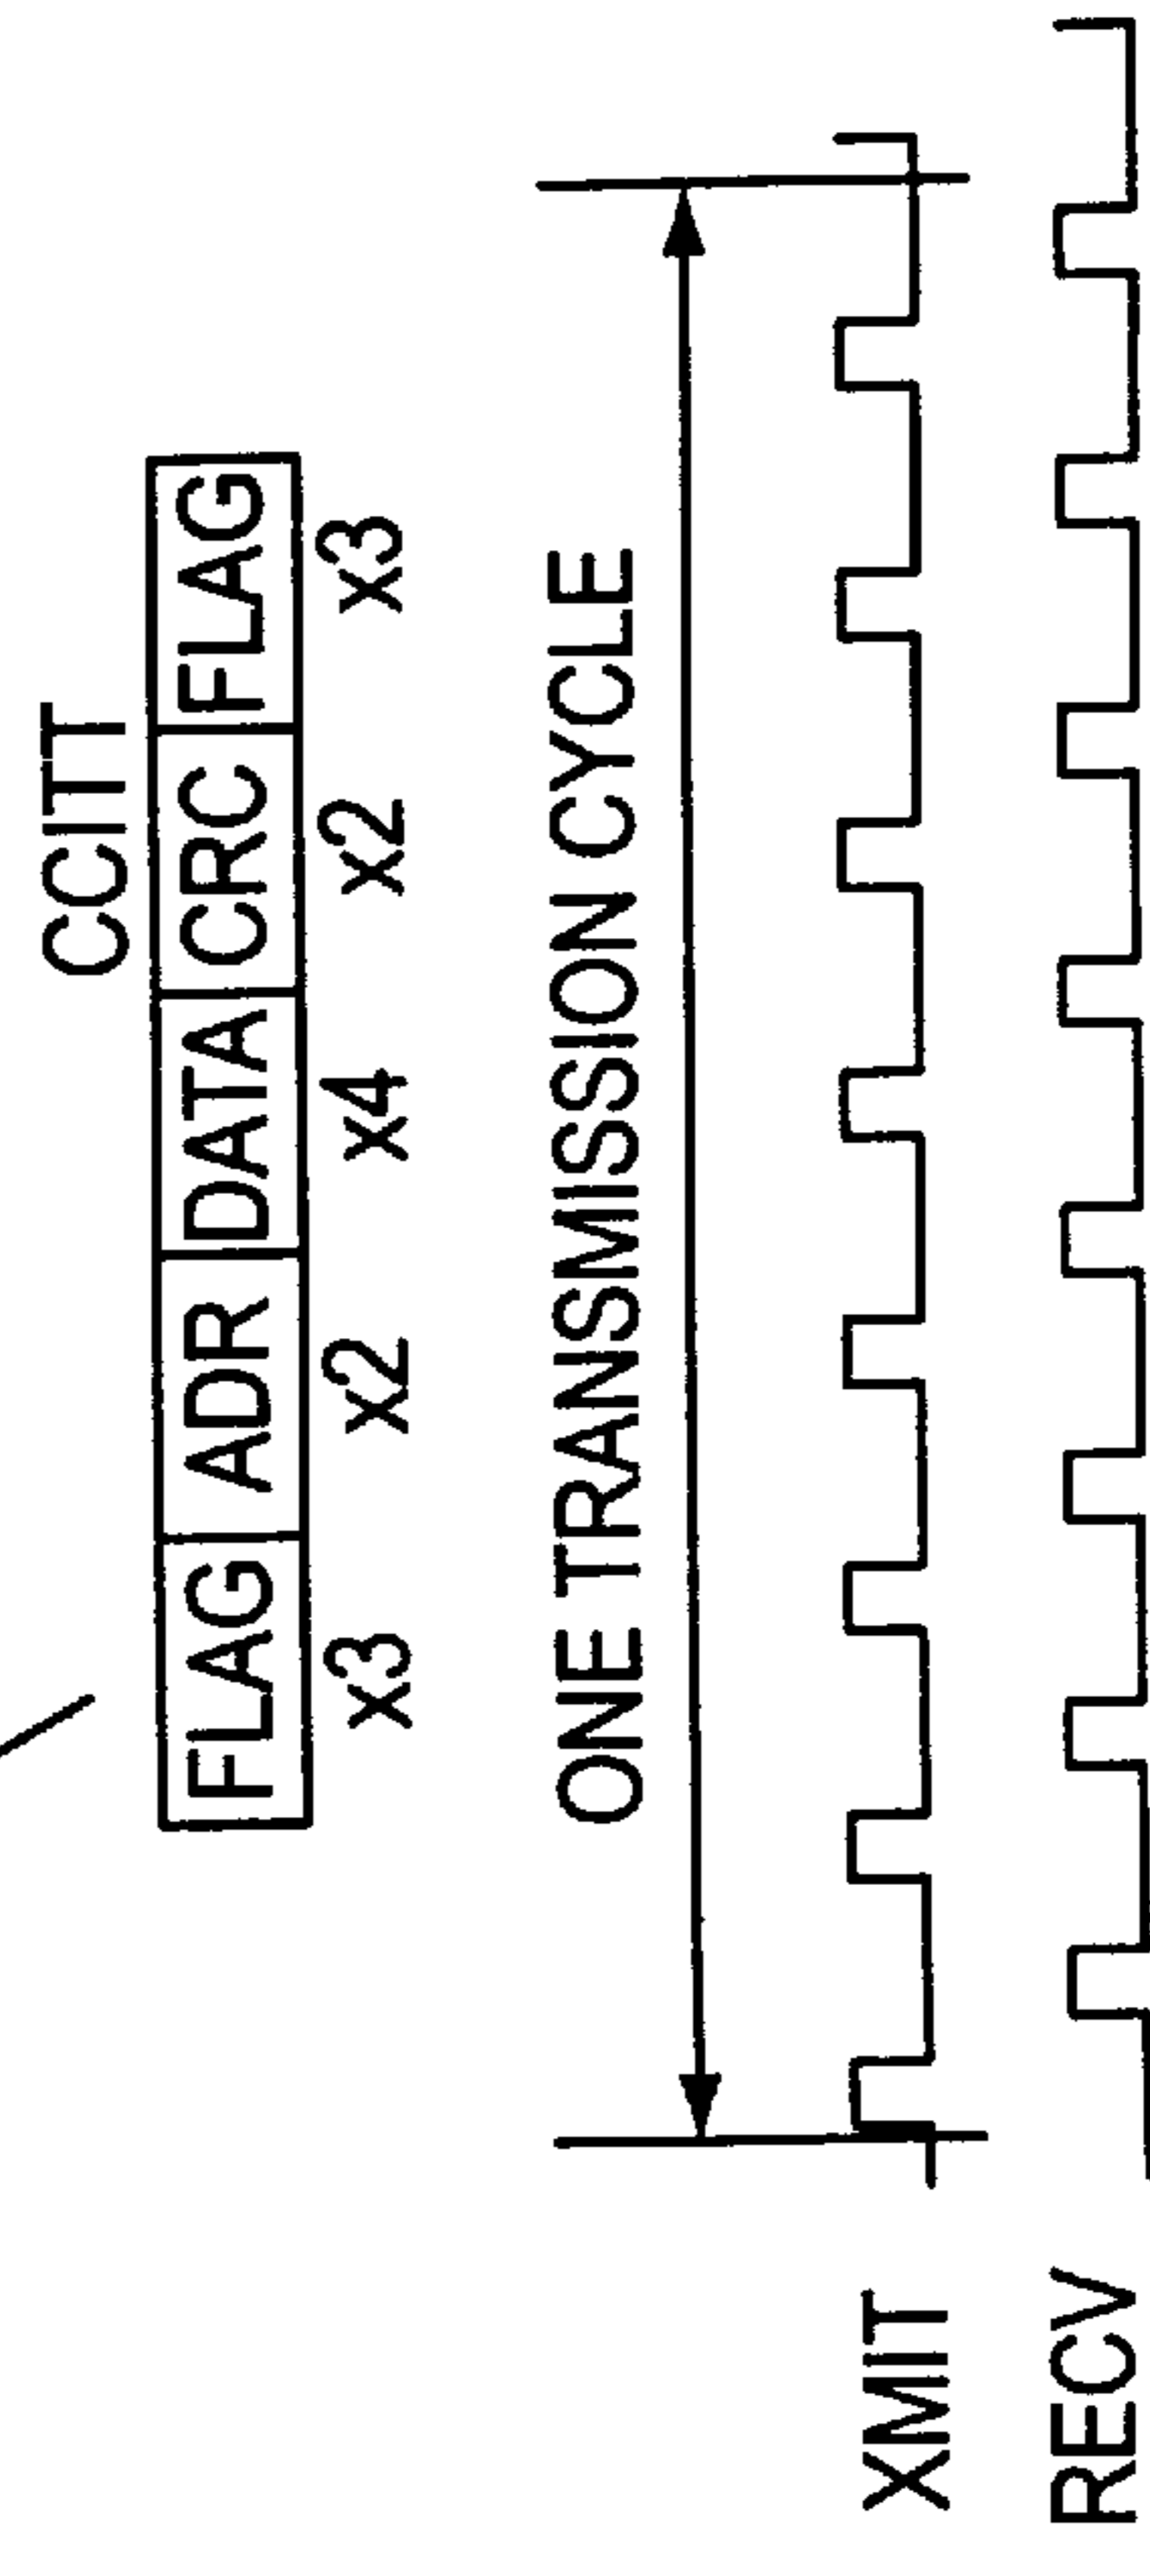 CCITT
FLAG ADR DATA CRC FLAG
x3 x2 x4 x2 x3
ONE TRANSMISSION CYCLE
XMIT
RECV